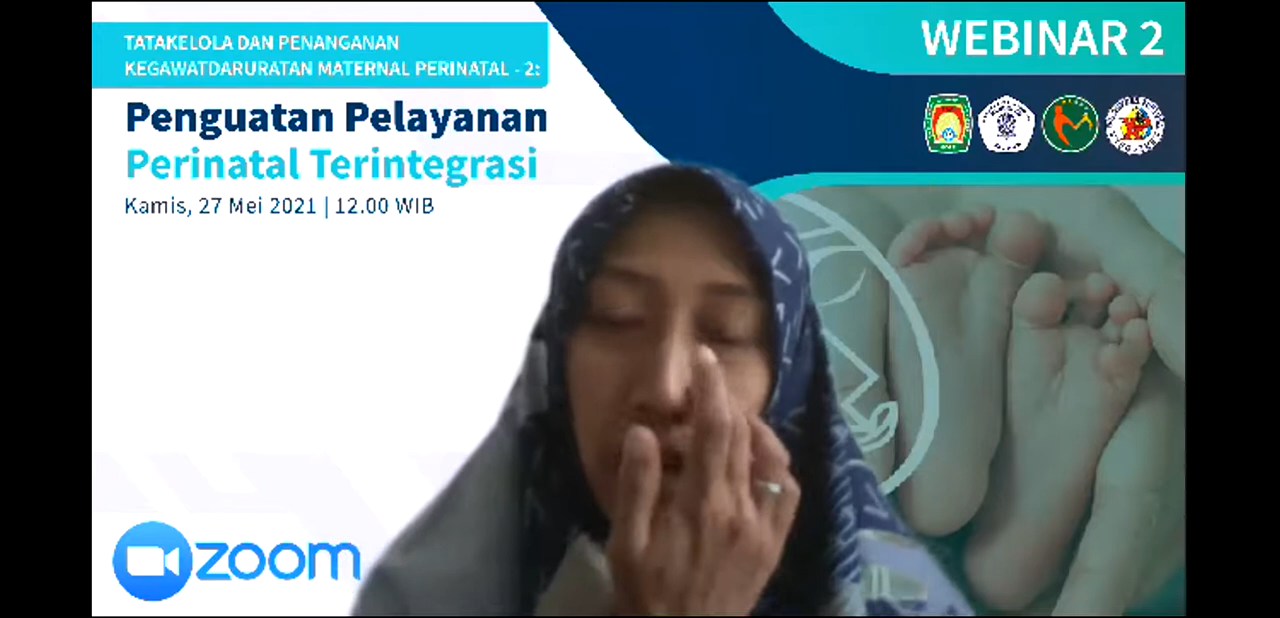 TATAKELOLA DAN PENANGANAN
KEGAWATDARURATAN MATERNAL PERINATAL - 2:
Penguatan Pelayanan
Perinatal Terintegrasi
Kamis, 27 Mei 2021 | 12.00 WIB
WEBINAR 2
zoom